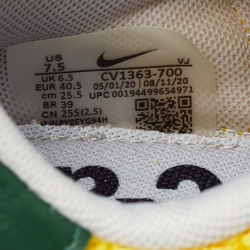 US
7.5
VJ
UK 6.5
CV1363-700
EUR 40.5
05/01/20
08/11/20
cm 25.5
UPC 00194499654971
BR 39
CN 255(2.5)